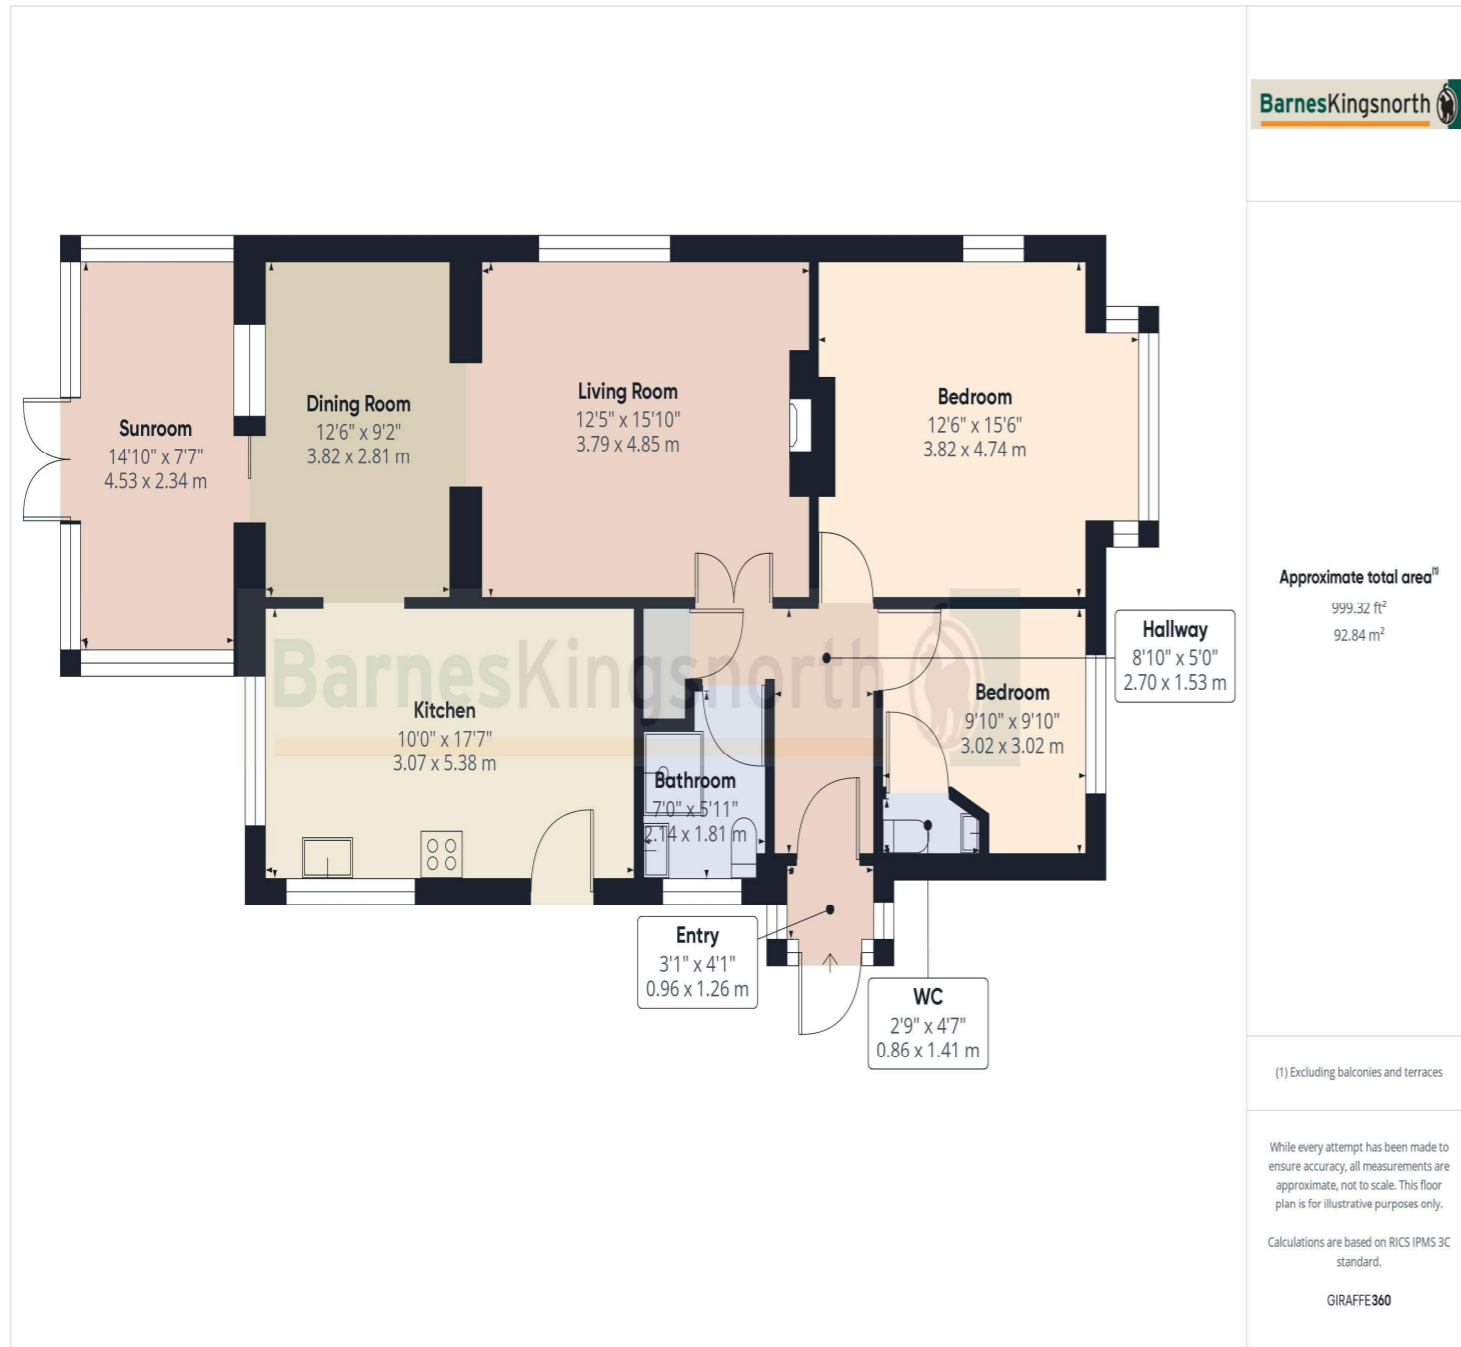 BarnesKingsnorth
Sunroom
14'10" x 7'7"
4.53 x 2.34 m
Dining Room
12'6" x 9'2"
3.82 x 2.81 m
Living Room
12'5" x 15'10"
3.79 x 4.85 m
Bedroom
12'6" x 15'6"
3.82 x 4.74 m
Hallway
8'10" x 5'0"
2.70 x 1.53 m
BarnesKingsnorth
Kitchen
10'0" x 17'7"
3.07 x 5.38 m
Bathroom
7'0" x 5'11"
2.14 x 1.81 m
Bedroom
9'10" x 9'10"
3.02 x 3.02 m
Entry
3'1" x 4'1"
0.96 x 1.26 m
WC
2'9" x 4'7"
0.86 x 1.41 m
Approximate total area(1)
999.32 ft²
92.84 m²
(1) Excluding balconies and terraces
While every attempt has been made to
ensure accuracy, all measurements are
approximate, not to scale. This floor
plan is for illustrative purposes only.
Calculations are based on RICS IPMS 3C
standard.
GIRAFFE360